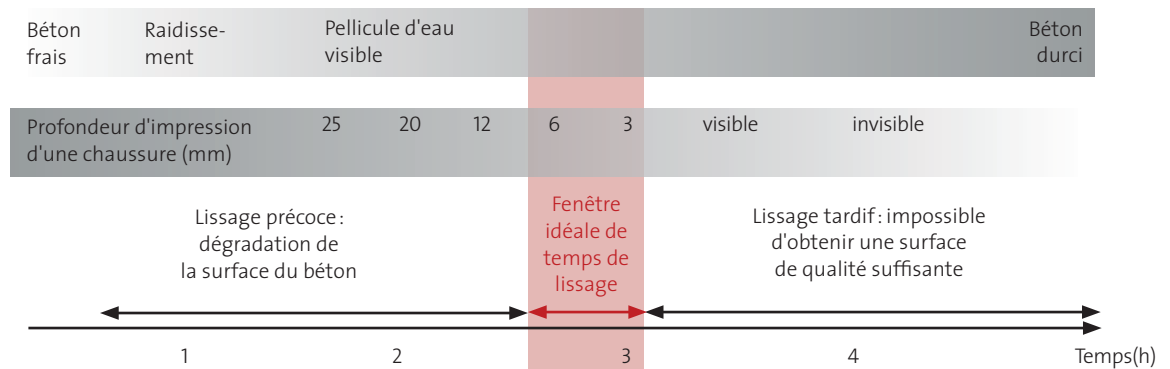 Béton
frais
Raidisse-
ment
Pellicule d'eau
visible
Béton
durci
Profondeur d'impression
d'une chaussure (mm)
25 20 12 6 3 visible invisible
Lissage précoce :
dégradation de
la surface du béton
Fenêtre
idéale de
temps de
lissage
Lissage tardif : impossible
d'obtenir une surface
de qualité suffisante
1 2 3 4 Temps(h)